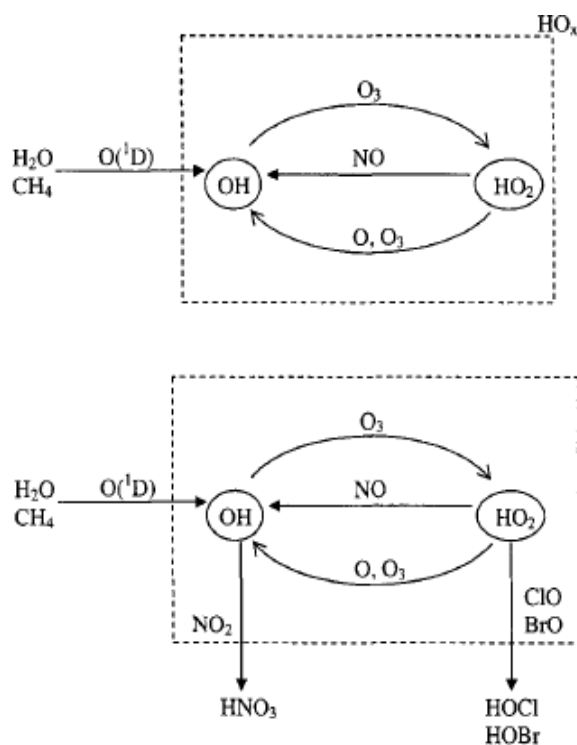 HOₓ
O₃
H₂O O(¹D) NO
CH₄ OH HO₂
O, O₃
O₃
H₂O O(¹D) NO
CH₄ OH HO₂
O, O₃
ClO
NO₂ BrO
HNO₃ HOCl
HOBr